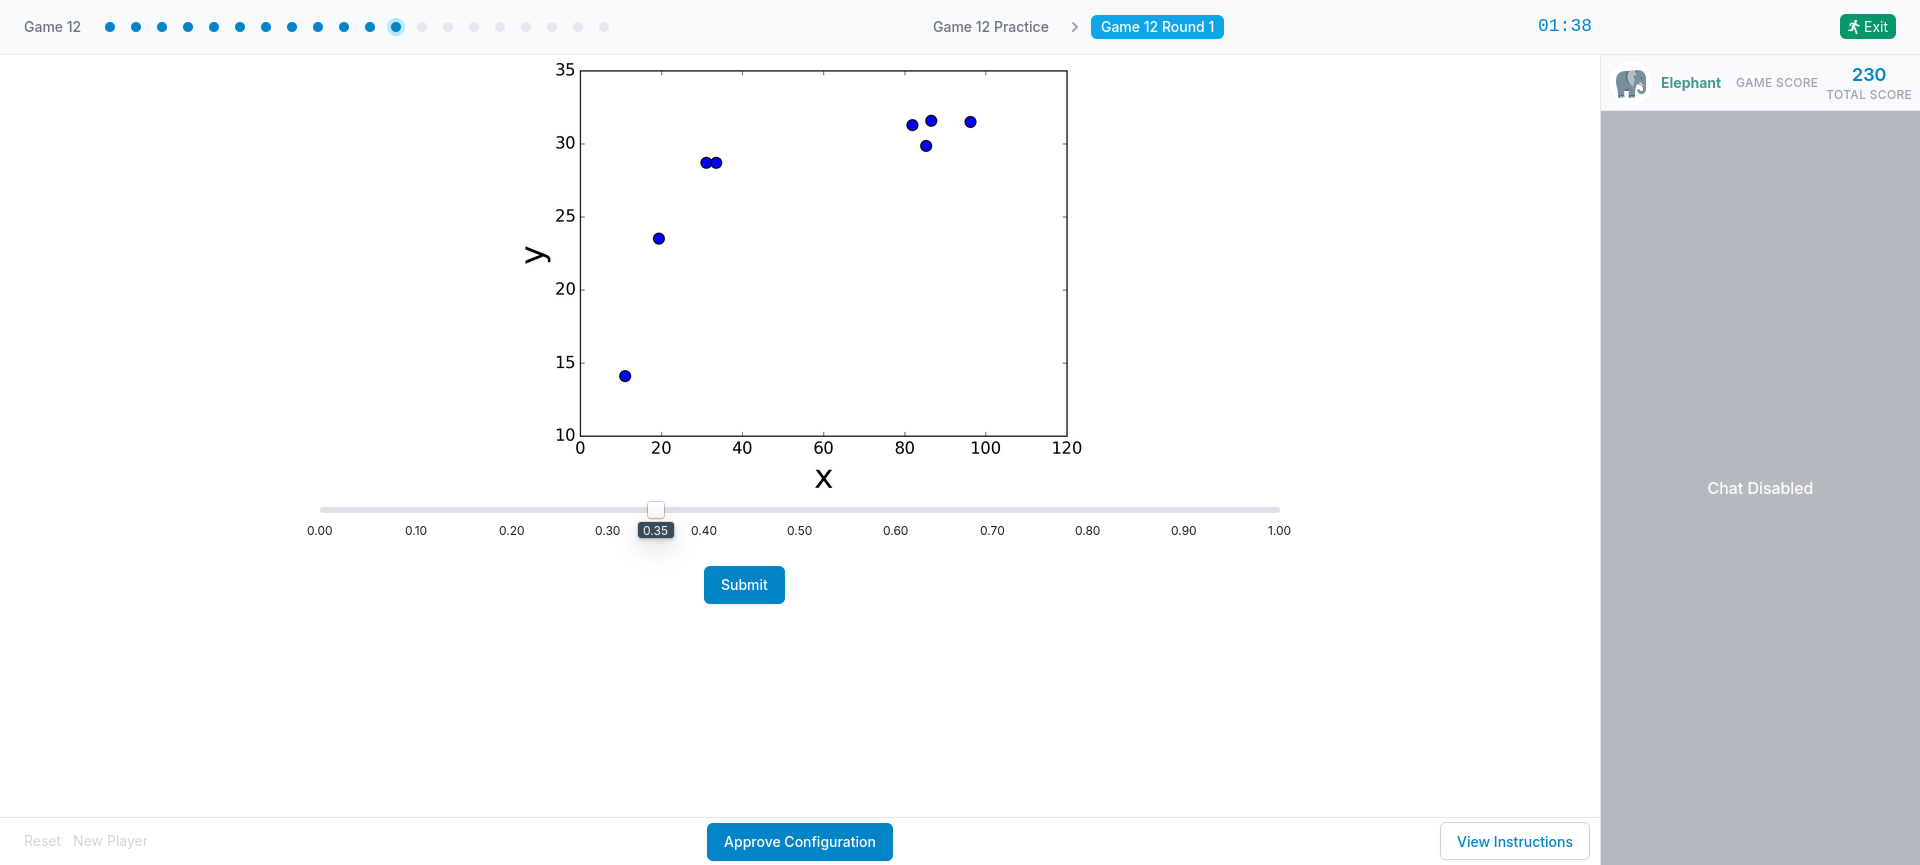 Game 12
Game 12 Practice
Game 12 Round 1
01:38
Exit
Elephant
GAME SCORE
230
TOTAL SCORE
Chat Disabled
35
30
25
20
15
10
y
0 20 40 60 80 100 120
x
0.00 0.10 0.20 0.30 0.35 0.40 0.50 0.60 0.70 0.80 0.90 1.00
Submit
Reset New Player
Approve Configuration
View Instructions